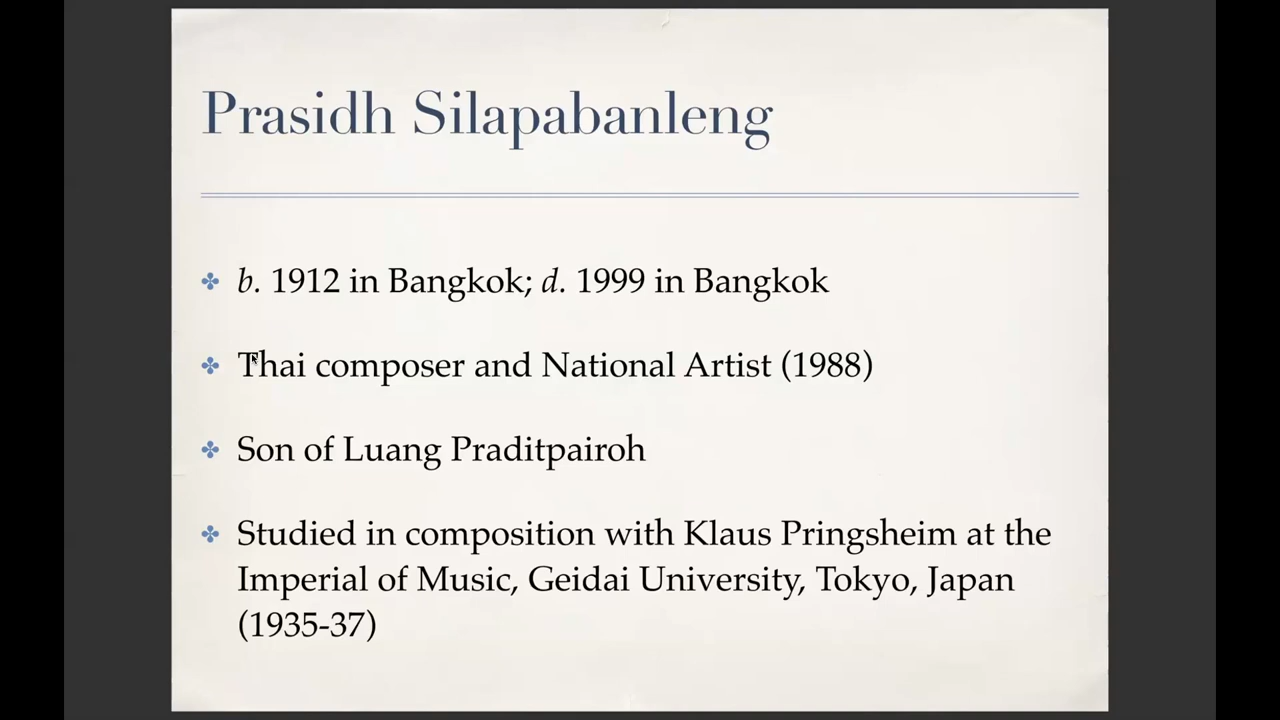 Prasidh Silapabanleng
b. 1912 in Bangkok; d. 1999 in Bangkok
Thai composer and National Artist (1988)
Son of Luang Praditpairoh
Studied in composition with Klaus Pringsheim at the
Imperial of Music, Geidai University, Tokyo, Japan
(1935-37)